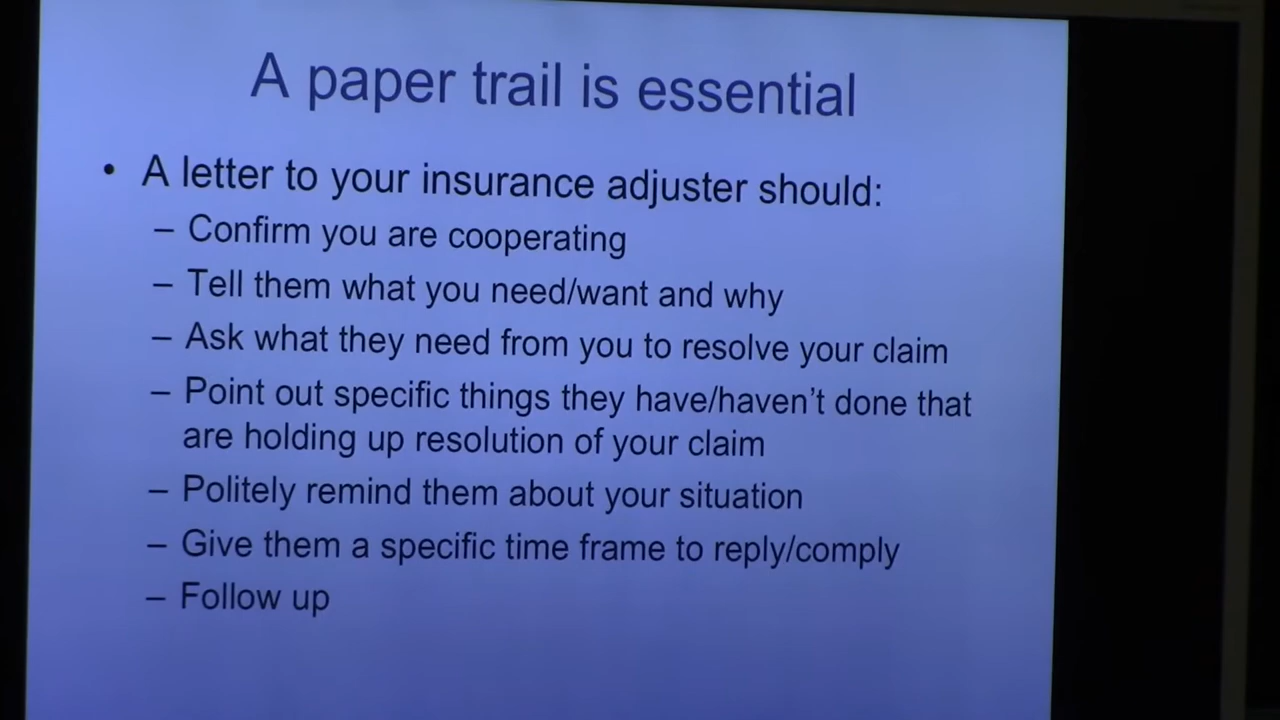 A paper trail is essential
• A letter to your insurance adjuster should:
– Confirm you are cooperating
– Tell them what you need/want and why
– Ask what they need from you to resolve your claim
– Point out specific things they have/haven't done that
are holding up resolution of your claim
– Politely remind them about your situation
– Give them a specific time frame to reply/comply
– Follow up